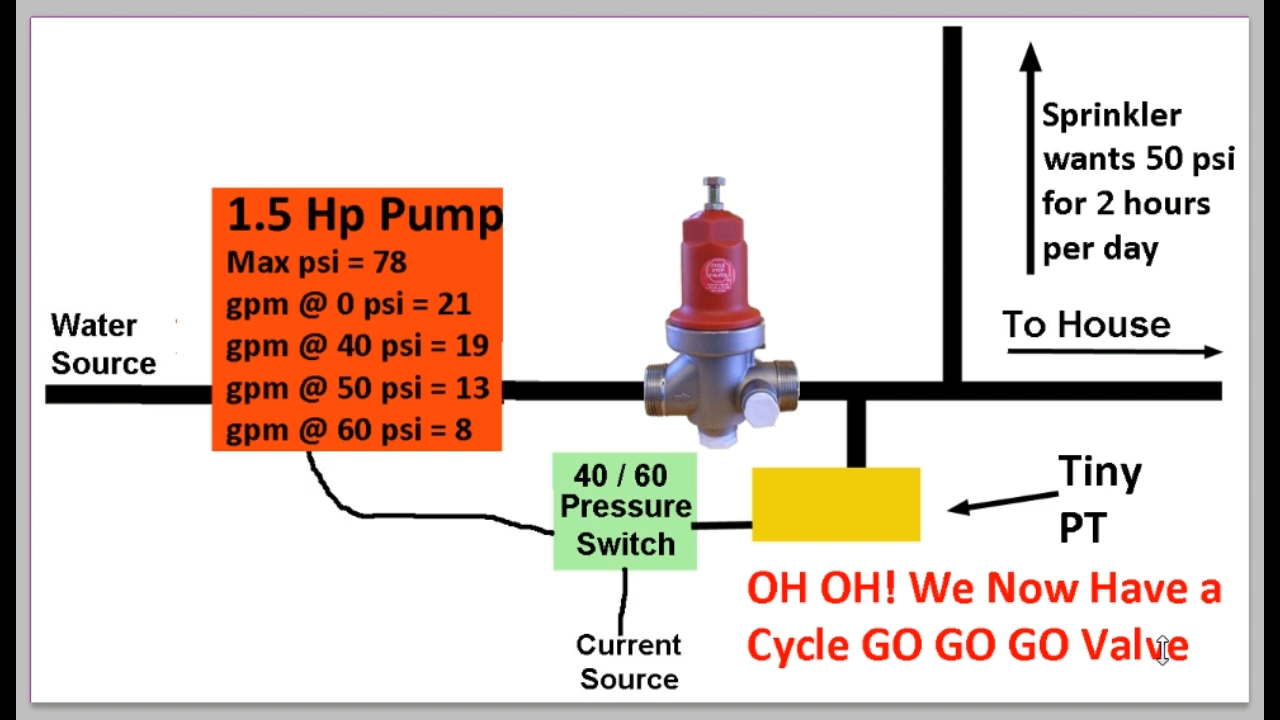 1.5 Hp Pump
Max psi = 78
gpm @ 0 psi = 21
gpm @ 40 psi = 19
gpm @ 50 psi = 13
gpm @ 60 psi = 8
Water
Source
Sprinkler
wants 50 psi
for 2 hours
per day
To House
40 / 60
Pressure
Switch
Current
Source
Tiny
PT
OH OH! We Now Have a
Cycle GO GO GO Valve